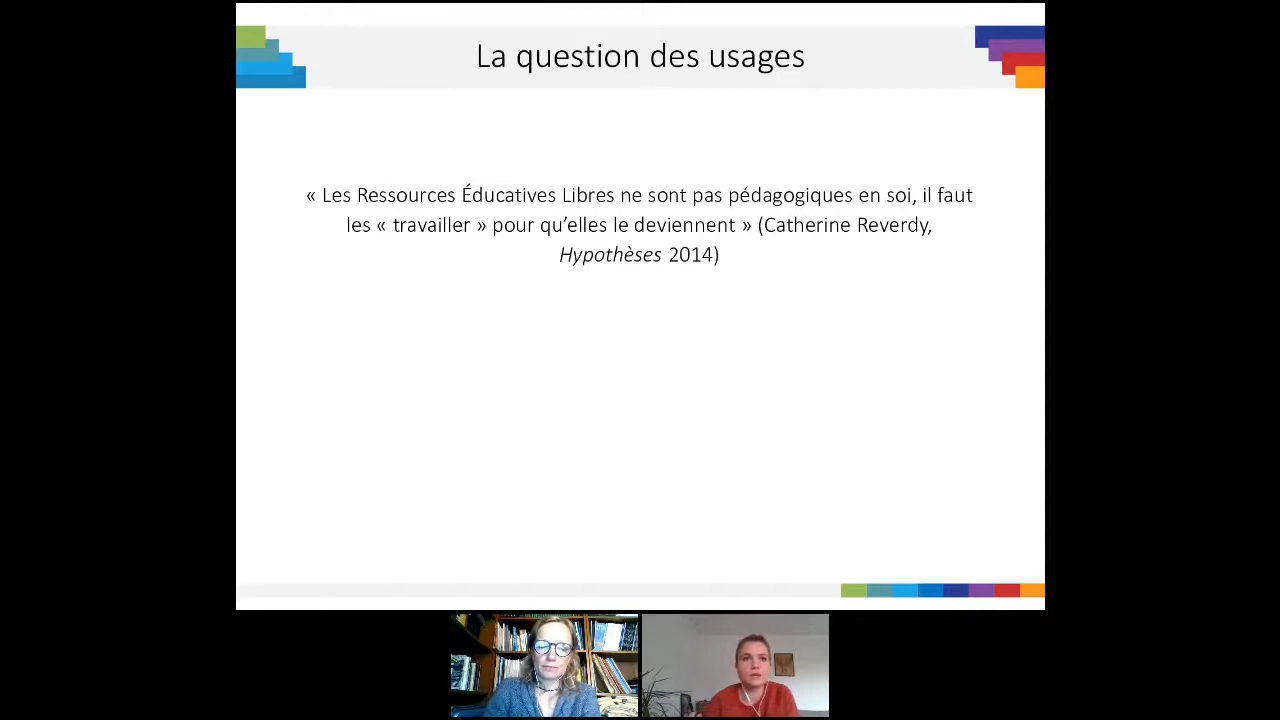 La question des usages
« Les Ressources Éducatives Libres ne sont pas pédagogiques en soi, il faut
les « travailler » pour qu’elles le deviennent » (Catherine Reverdy,
Hypothèses 2014)